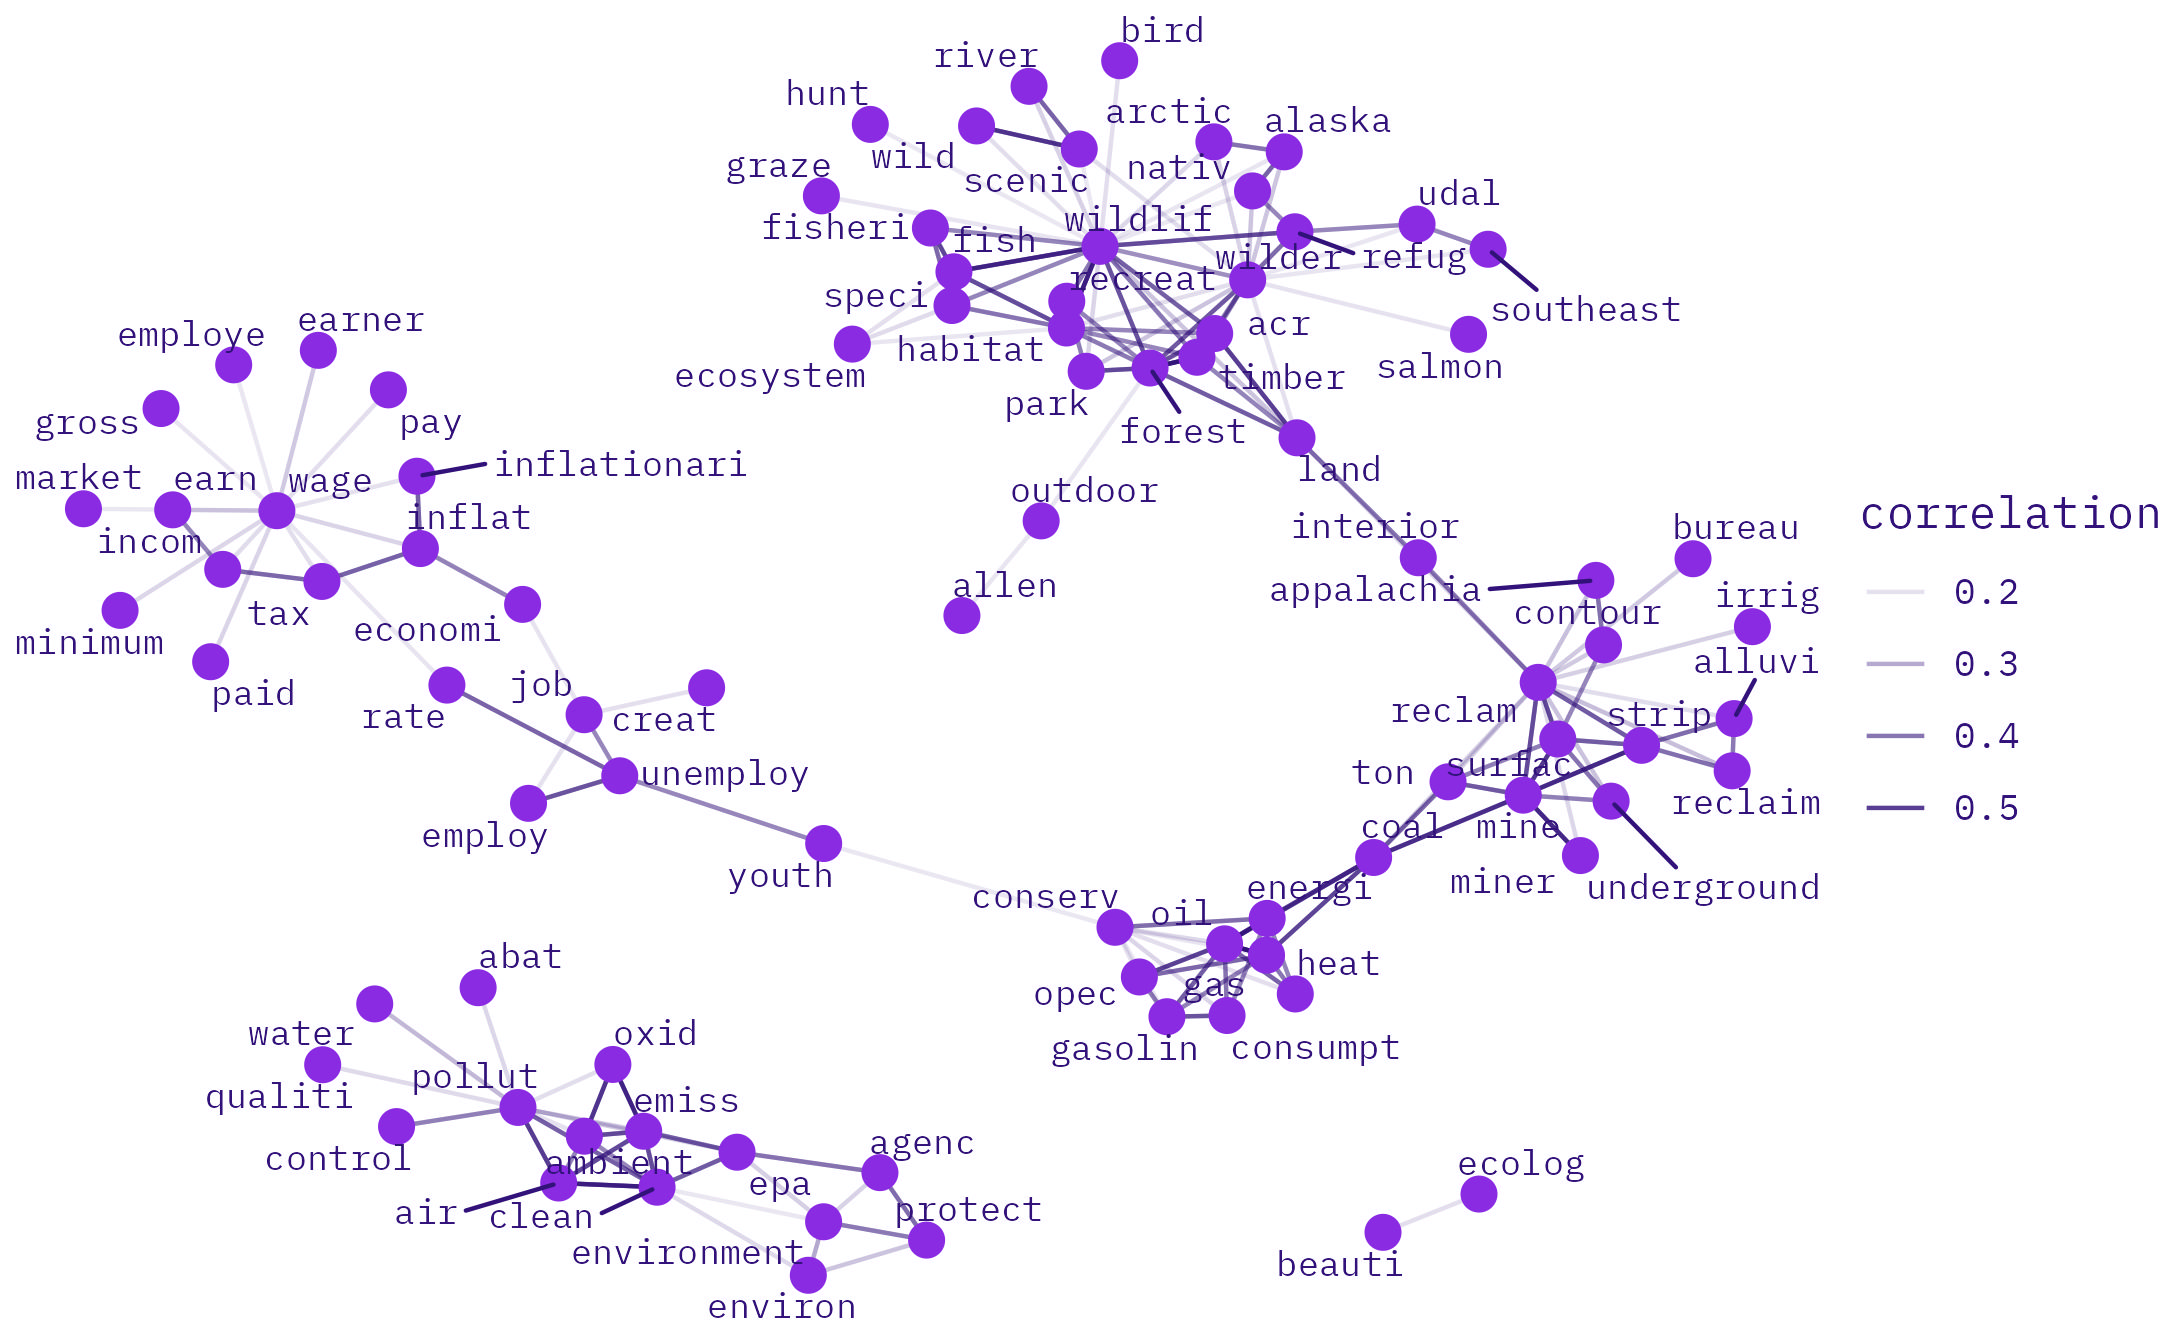 bird
river
hunt
arctic
alaska
wild
graze
nativ
scenic
udal
fisheri
wildlif
fish
wilder
refug
recreat
speci
southeast
earner
employe
acr
habitat
salmon
ecosystem
timber
park
gross
pay
forest
inflationari
land
market
earn
wage
outdoor
correlation
inflat
interior
bureau
incom
allen
appalachia
0.2
irrig
contour
tax
economi
minimum
alluvi
0.3
job
paid
rate
creat
reclam
strip
0.4
surfac
ton
unemploy
reclaim
0.5
coal
mine
employ
youth
miner
energi
underground
conserv
oil
abat
heat
gas
opec
water
oxid
gasolin
consumpt
pollut
qualiti
emiss
agenc
control
ambient
ecolog
epa
air
clean
protect
environment
beauti
environ